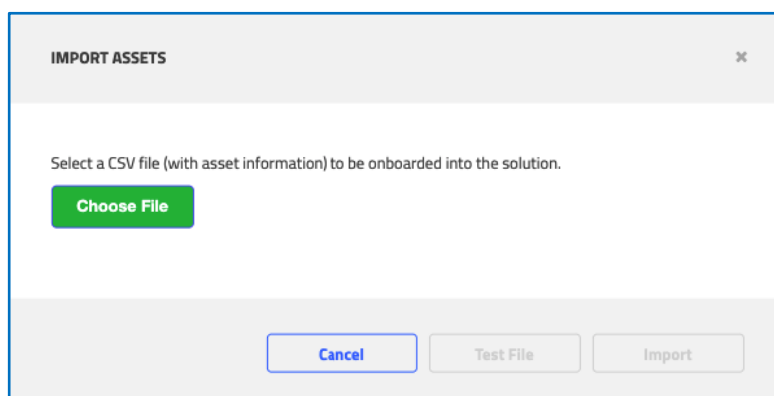 IMPORT ASSETS
Select a CSV file (with asset information) to be onboarded into the solution.
Choose File
Cancel
Test File
Import